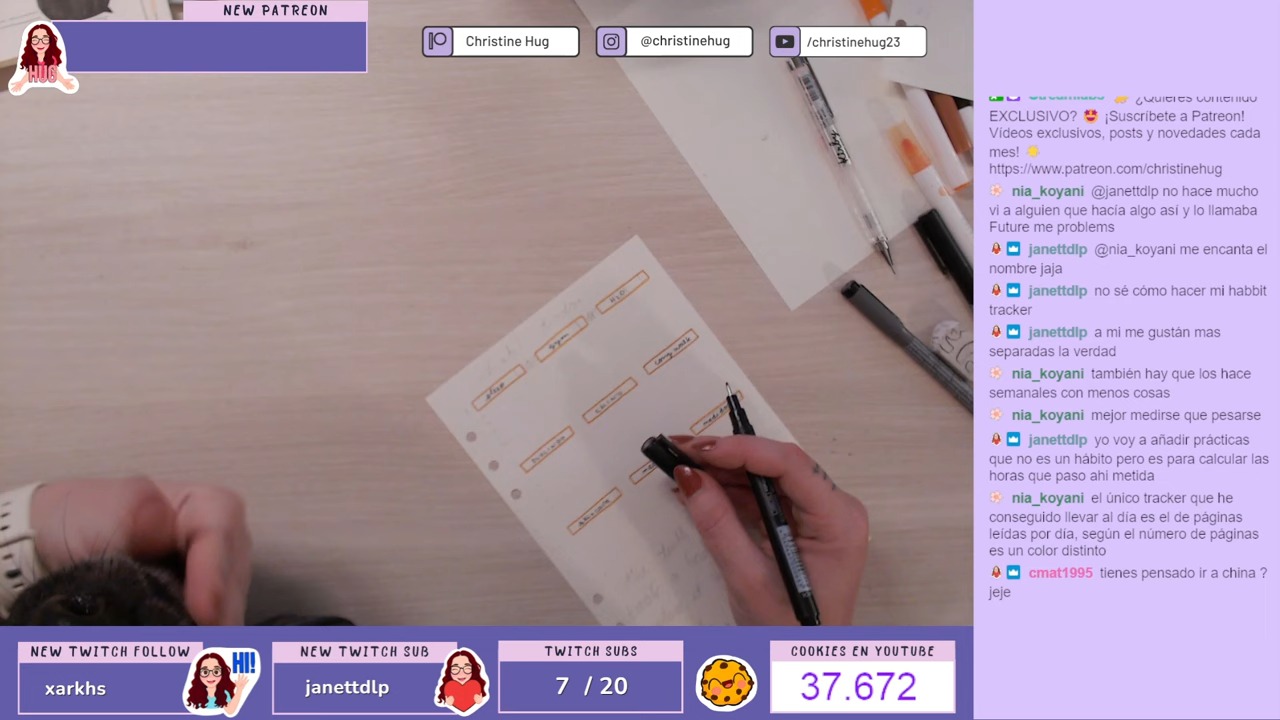 NEW PATREON
HUG
Christine Hug
@christinehug
/christinehug23
¿Quieres contenido
EXCLUSIVO? 🤩 ¡Suscríbete a Patreon!
Vídeos exclusivos, posts y novedades cada
mes!
https://www.patreon.com/christinehug
nia_koyani @janettdlp no hace mucho
vi a alguien que hacía algo así y lo llamaba
Future me problems
janettdlp @nia_koyani me encanta el
nombre jaja
janettdlp no sé cómo hacer mi habbit
tracker
janettdlp a mi me gustán mas
separadas la verdad
nia_koyani también hay que los hace
semanales con menos cosas
nia_koyani mejor medirse que pesarse
janettdlp yo voy a añadir prácticas
que no es un hábito pero es para calcular las
horas que paso ahi metida
nia_koyani el único tracker que he
conseguido llevar al día es el de páginas
leídas por día, según el número de páginas
es un color distinto
cmat1995 tienes pensado ir a china ?
jeje
sleep
gym
long walk
NEW TWITCH FOLLOW
xarkhs
HI!
NEW TWITCH SUB
janettdlp
TWITCH SUBS
7 / 20
COOKIES EN YOUTUBE
37.672